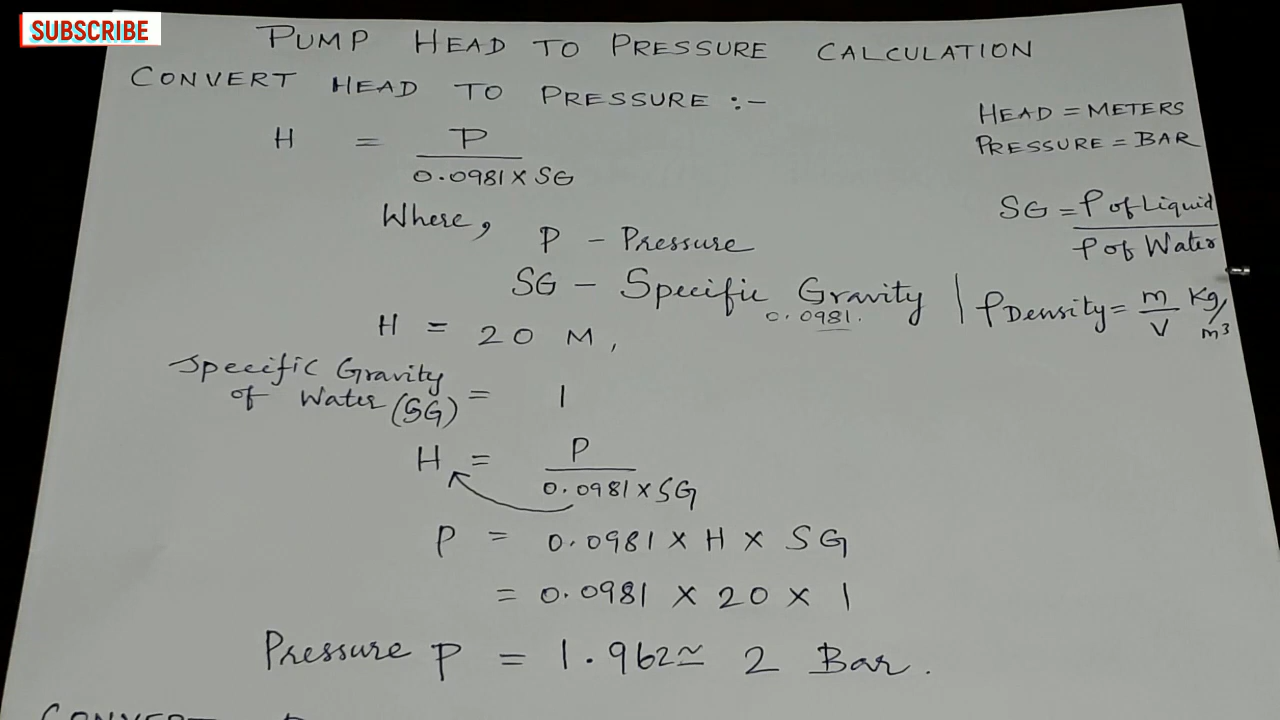 SUBSCRIBE
PUMP HEAD TO PRESSURE CALCULATION
CONVERT HEAD TO PRESSURE :-
HEAD = METERS
PRESSURE = BAR
H = P / 0.0981 X SG
Where,
P - Pressure
SG = ρ of Liquid / ρ of Water
SG - Specific Gravity | ρ Density = m/V Kg/m³
0.0981.
H = 20 M,
Specific Gravity
of Water (SG) = 1
H = P / 0.0981 X SG
P = 0.0981 X H X SG
= 0.0981 X 20 X 1
Pressure P = 1.962 ≃ 2 Bar.